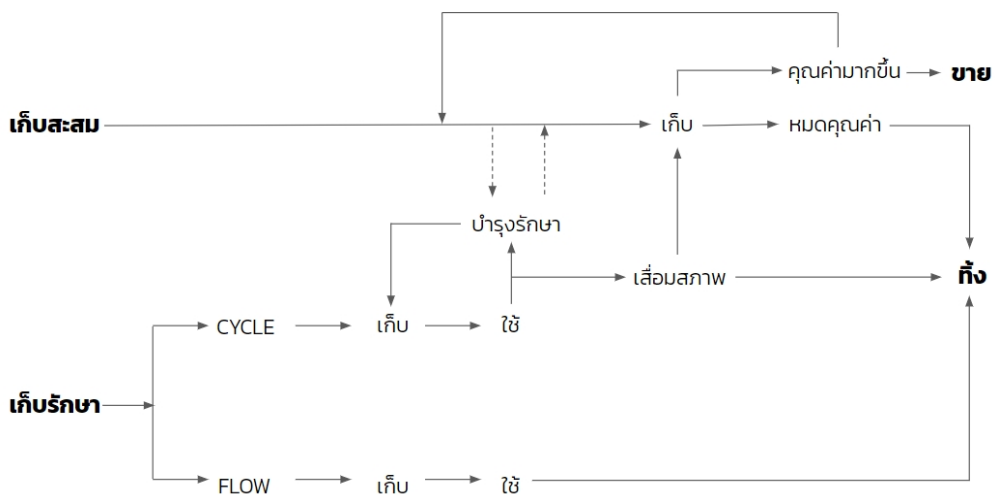 คุณค่ามากขึ้น
ขาย
เก็บสะสม
เก็บ
หมดคุณค่า
บำรุงรักษา
เสื่อมสภาพ
ทิ้ง
CYCLE
เก็บ
ใช้
เก็บรักษา
FLOW
เก็บ
ใช้